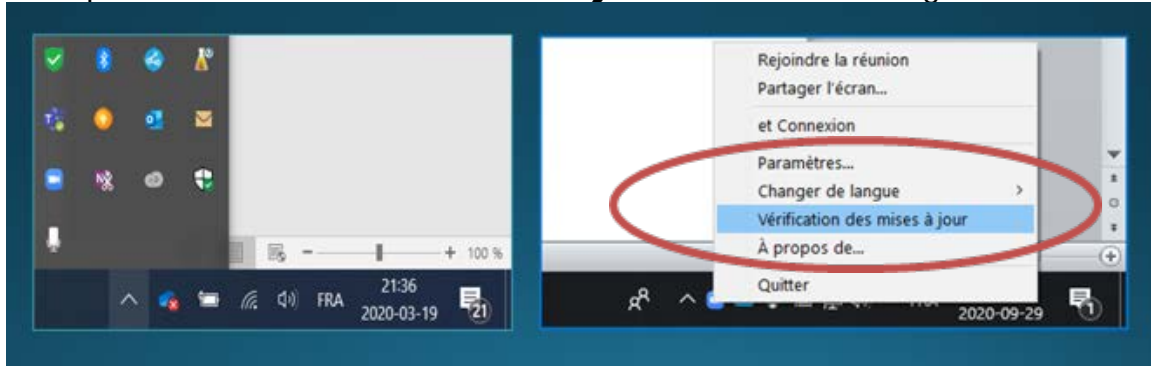 100 %
21:36
FRA
2020-03-19
21
Rejoindre la réunion
Partager l'écran...
et Connexion
Paramètres...
Changer de langue
Vérification des mises à jour
À propos de...
Quitter
2020-09-29
1